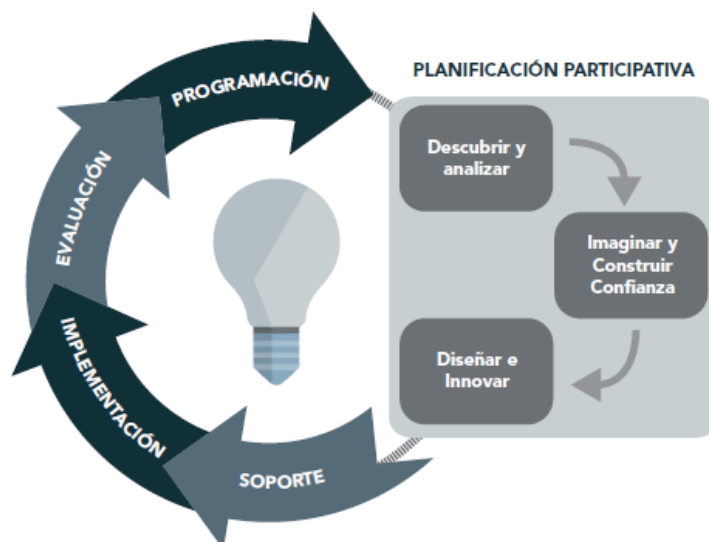 PROGRAMACIÓN
PLANIFICACIÓN PARTICIPATIVA
Descubrir y
analizar
Imaginar y
Construir
Confianza
Diseñar e
Innovar
SOPORTE
IMPLEMENTACIÓN
EVALUACIÓN